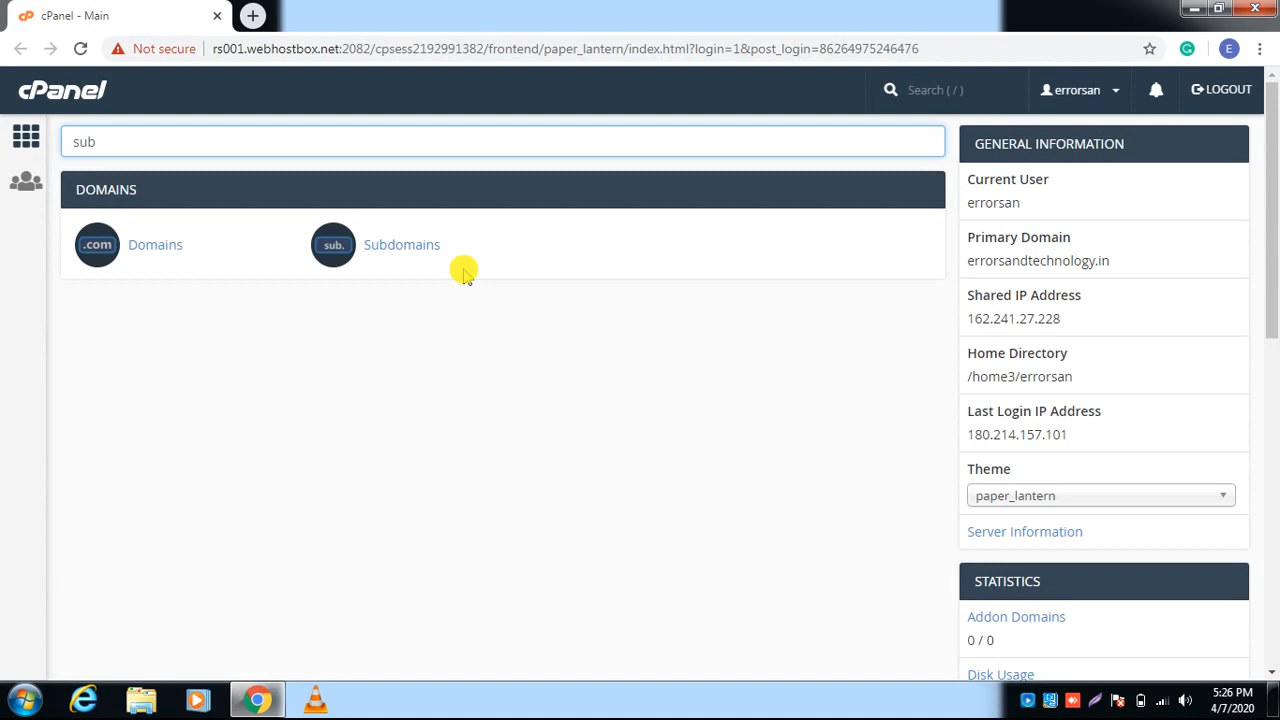 cPanel - Main
Not secure
rs001.webhostbox.net:2082/cpsess2192991382/frontend/paper_lantern/index.html?login=1&post_login=86264975246476
E
cPanel
Search ( / )
errorsan
LOGOUT
sub
DOMAINS
.com
Domains
sub.
Subdomains
GENERAL INFORMATION
Current User
errorsan
Primary Domain
errorsandtechnology.in
Shared IP Address
162.241.27.228
Home Directory
/home3/errorsan
Last Login IP Address
180.214.157.101
Theme
paper_lantern
Server Information
STATISTICS
Addon Domains
0 / 0
Disk Usage
5:26 PM
4/7/2020